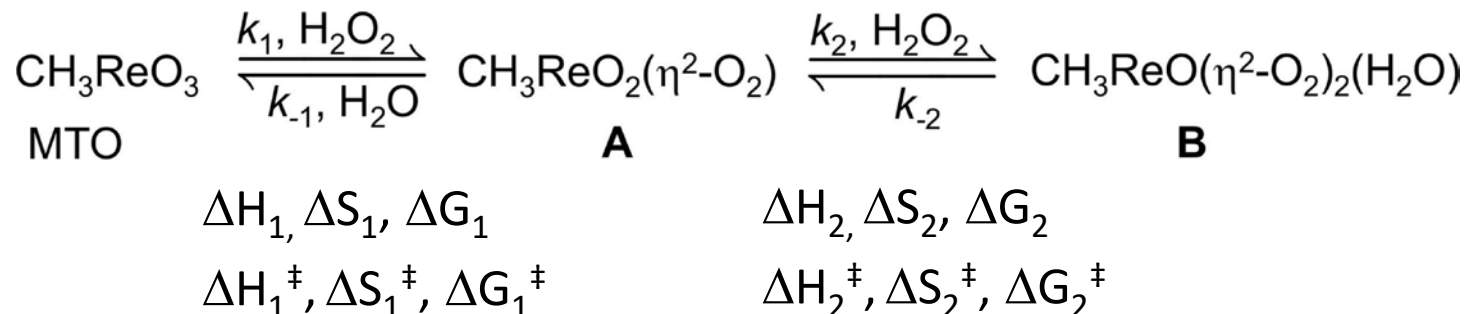 k₁, H₂O₂ k₂, H₂O₂
CH₃ReO₃ CH₃ReO₂(η²-O₂) CH₃ReO(η²-O₂)₂(H₂O)
k₋₁, H₂O k₋₂
MTO A B
ΔH₁, ΔS₁, ΔG₁ ΔH₂, ΔS₂, ΔG₂
ΔH₁‡, ΔS₁‡, ΔG₁‡ ΔH₂‡, ΔS₂‡, ΔG₂‡